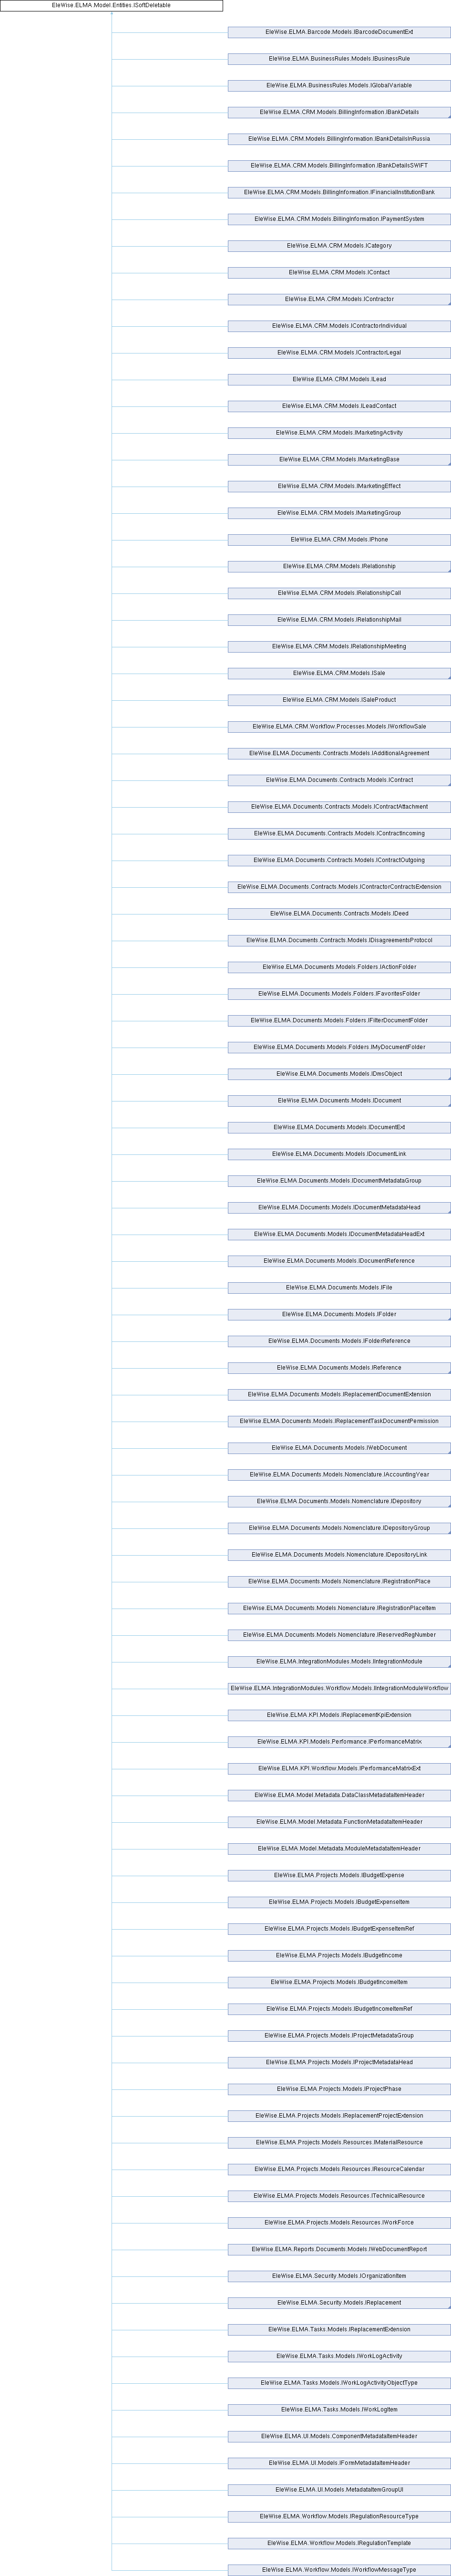 EleWise.ELMA.Model.Entities.ISoftDeletable
EleWise.ELMA.Barcode.Models.IBarcodeDocumentExt
EleWise.ELMA.BusinessRules.Models.IBusinessRule
EleWise.ELMA.BusinessRules.Models.IGlobalVariable
EleWise.ELMA.CRM.Models.BillingInformation.IBankDetails
EleWise.ELMA.CRM.Models.BillingInformation.IBankDetailsInRussia
EleWise.ELMA.CRM.Models.BillingInformation.IBankDetailsSWIFT
EleWise.ELMA.CRM.Models.BillingInformation.IFinancialInstitutionBank
EleWise.ELMA.CRM.Models.BillingInformation.IPaymentSystem
EleWise.ELMA.CRM.Models.ICategory
EleWise.ELMA.CRM.Models.IContact
EleWise.ELMA.CRM.Models.IContractor
EleWise.ELMA.CRM.Models.IContractorIndividual
EleWise.ELMA.CRM.Models.IContractorLegal
EleWise.ELMA.CRM.Models.ILead
EleWise.ELMA.CRM.Models.ILeadContact
EleWise.ELMA.CRM.Models.IMarketingActivity
EleWise.ELMA.CRM.Models.IMarketingBase
EleWise.ELMA.CRM.Models.IMarketingEffect
EleWise.ELMA.CRM.Models.IMarketingGroup
EleWise.ELMA.CRM.Models.IPhone
EleWise.ELMA.CRM.Models.IRelationship
EleWise.ELMA.CRM.Models.IRelationshipCall
EleWise.ELMA.CRM.Models.IRelationshipMail
EleWise.ELMA.CRM.Models.IRelationshipMeeting
EleWise.ELMA.CRM.Models.ISale
EleWise.ELMA.CRM.Models.ISaleProduct
EleWise.ELMA.CRM.Workflow.Processes.Models.IWorkflowSale
EleWise.ELMA.Documents.Contracts.Models.IAdditionalAgreement
EleWise.ELMA.Documents.Contracts.Models.IContract
EleWise.ELMA.Documents.Contracts.Models.IContractAttachment
EleWise.ELMA.Documents.Contracts.Models.IContractIncoming
EleWise.ELMA.Documents.Contracts.Models.IContractOutgoing
EleWise.ELMA.Documents.Contracts.Models.IContractorContractsExtension
EleWise.ELMA.Documents.Contracts.Models.IDeed
EleWise.ELMA.Documents.Contracts.Models.IDisagreementsProtocol
EleWise.ELMA.Documents.Models.Folders.IActionFolder
EleWise.ELMA.Documents.Models.Folders.IFavoritesFolder
EleWise.ELMA.Documents.Models.Folders.IFilterDocumentFolder
EleWise.ELMA.Documents.Models.Folders.IMyDocumentFolder
EleWise.ELMA.Documents.Models.IDmsObject
EleWise.ELMA.Documents.Models.IDocument
EleWise.ELMA.Documents.Models.IDocumentExt
EleWise.ELMA.Documents.Models.IDocumentLink
EleWise.ELMA.Documents.Models.IDocumentMetadataGroup
EleWise.ELMA.Documents.Models.IDocumentMetadataHead
EleWise.ELMA.Documents.Models.IDocumentMetadataHeadExt
EleWise.ELMA.Documents.Models.IDocumentReference
EleWise.ELMA.Documents.Models.IFile
EleWise.ELMA.Documents.Models.IFolder
EleWise.ELMA.Documents.Models.IFolderReference
EleWise.ELMA.Documents.Models.IReference
EleWise.ELMA.Documents.Models.IReplacementDocumentExtension
EleWise.ELMA.Documents.Models.IReplacementTaskDocumentPermission
EleWise.ELMA.Documents.Models.IWebDocument
EleWise.ELMA.Documents.Models.Nomenclature.IAccountingYear
EleWise.ELMA.Documents.Models.Nomenclature.IDepository
EleWise.ELMA.Documents.Models.Nomenclature.IDepositoryGroup
EleWise.ELMA.Documents.Models.Nomenclature.IDepositoryLink
EleWise.ELMA.Documents.Models.Nomenclature.IRegistrationPlace
EleWise.ELMA.Documents.Models.Nomenclature.IRegistrationPlaceItem
EleWise.ELMA.Documents.Models.Nomenclature.IReservedRegNumber
EleWise.ELMA.IntegrationModules.Models.IIntegrationModule
EleWise.ELMA.IntegrationModules.Workflow.Models.IIntegrationModuleWorkflow
EleWise.ELMA.KPI.Models.IReplacementKpiExtension
EleWise.ELMA.KPI.Models.Performance.IPerformanceMatrix
EleWise.ELMA.KPI.Workflow.Models.IPerformanceMatrixExt
EleWise.ELMA.Model.Metadata.DataClassMetadataItemHeader
EleWise.ELMA.Model.Metadata.FunctionMetadataItemHeader
EleWise.ELMA.Model.Metadata.ModuleMetadataItemHeader
EleWise.ELMA.Projects.Models.IBudgetExpense
EleWise.ELMA.Projects.Models.IBudgetExpenseItem
EleWise.ELMA.Projects.Models.IBudgetExpenseItemRef
EleWise.ELMA.Projects.Models.IBudgetIncome
EleWise.ELMA.Projects.Models.IBudgetIncomeItem
EleWise.ELMA.Projects.Models.IBudgetIncomeItemRef
EleWise.ELMA.Projects.Models.IProjectMetadataGroup
EleWise.ELMA.Projects.Models.IProjectMetadataHead
EleWise.ELMA.Projects.Models.IProjectPhase
EleWise.ELMA.Projects.Models.IReplacementProjectExtension
EleWise.ELMA.Projects.Models.Resources.IMaterialResource
EleWise.ELMA.Projects.Models.Resources.IResourceCalendar
EleWise.ELMA.Projects.Models.Resources.ITechnicalResource
EleWise.ELMA.Projects.Models.Resources.IWorkForce
EleWise.ELMA.Reports.Documents.Models.IWebDocumentReport
EleWise.ELMA.Security.Models.IOrganizationItem
EleWise.ELMA.Security.Models.IReplacement
EleWise.ELMA.Tasks.Models.IReplacementExtension
EleWise.ELMA.Tasks.Models.IWorkLogActivity
EleWise.ELMA.Tasks.Models.IWorkLogActivityObjectType
EleWise.ELMA.Tasks.Models.IWorkLogItem
EleWise.ELMA.UI.Models.ComponentMetadataItemHeader
EleWise.ELMA.UI.Models.IFormMetadataItemHeader
EleWise.ELMA.UI.Models.MetadataItemGroupUI
EleWise.ELMA.Workflow.Models.IRegulationResourceType
EleWise.ELMA.Workflow.Models.IRegulationTemplate
EleWise.ELMA.Workflow.Models.IWorkflowMessageType